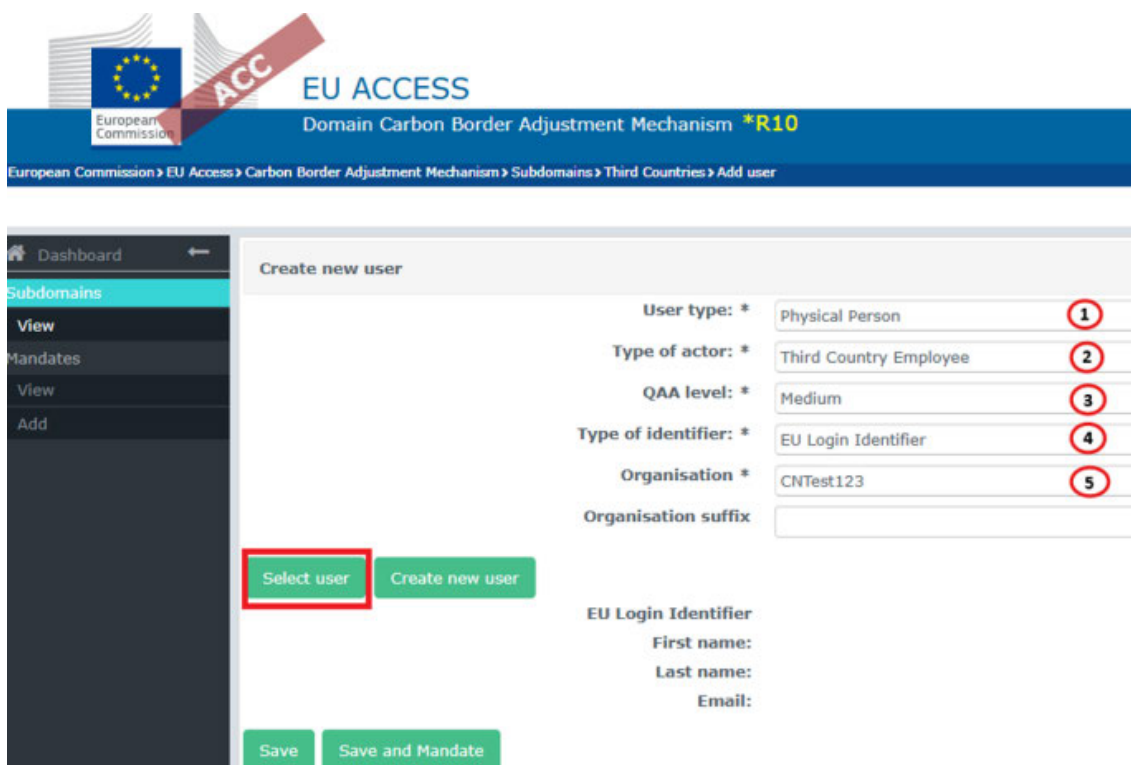 ACC
European
Commission
EU ACCESS
Domain Carbon Border Adjustment Mechanism *R10
European Commission › EU Access › Carbon Border Adjustment Mechanism › Subdomains › Third Countries › Add user
Dashboard
Subdomains
View
Mandates
View
Add
Create new user
User type: * Physical Person 1
Type of actor: * Third Country Employee 2
QAA level: * Medium 3
Type of identifier: * EU Login Identifier 4
Organisation * CNTest123 5
Organisation suffix
Select user Create new user
EU Login Identifier
First name:
Last name:
Email:
Save Save and Mandate